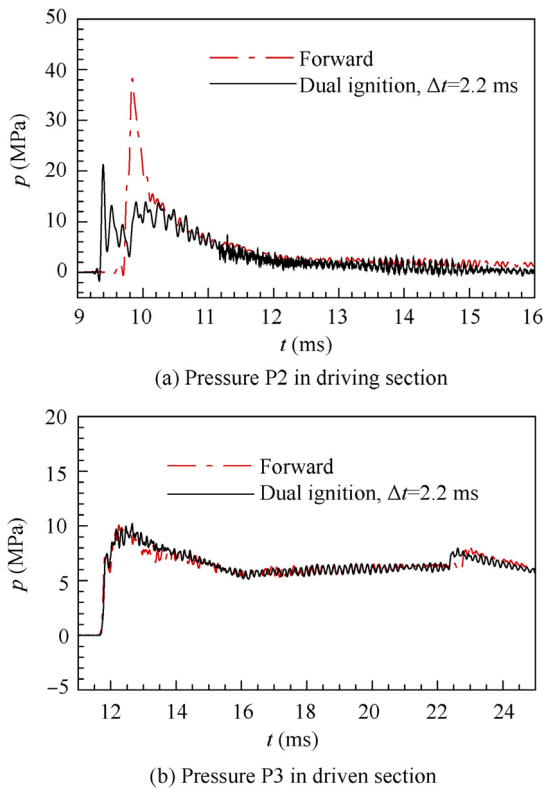 50
40
30
20
10
0
p (MPa)
Forward
Dual ignition, Δt=2.2 ms
9 10 11 12 13 14 15 16
t (ms)
(a) Pressure P2 in driving section
20
15
10
5
0
−5
p (MPa)
Forward
Dual ignition, Δt=2.2 ms
12 14 16 18 20 22 24
t (ms)
(b) Pressure P3 in driven section